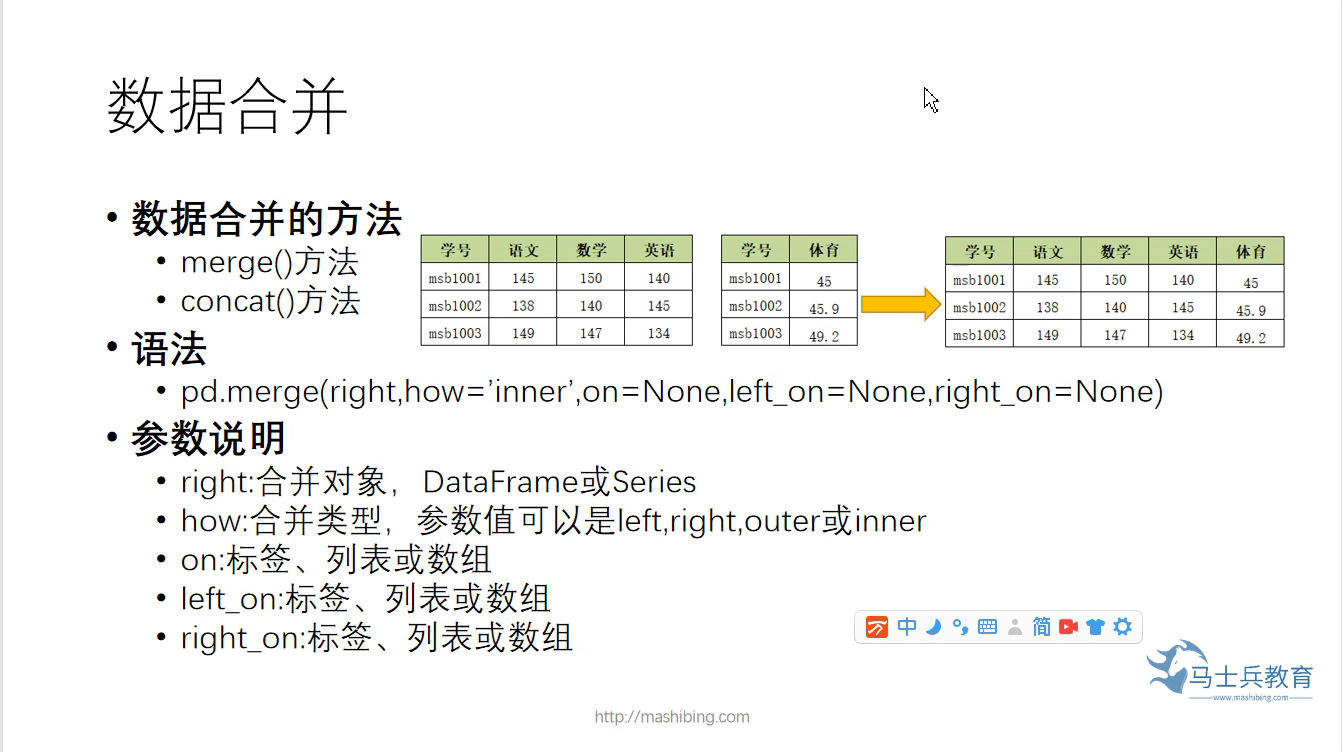 数据合并
• 数据合并的方法
• merge()方法
• concat()方法
学号 语文 数学 英语
msb1001 145 150 140
msb1002 138 140 145
msb1003 149 147 134
学号 体育
msb1001 45
msb1002 45.9
msb1003 49.2
学号 语文 数学 英语 体育
msb1001 145 150 140 45
msb1002 138 140 145 45.9
msb1003 149 147 134 49.2
• 语法
• pd.merge(right,how=’inner’,on=None,left_on=None,right_on=None)
• 参数说明
• right:合并对象，DataFrame或Series
• how:合并类型，参数值可以是left,right,outer或inner
• on:标签、列表或数组
• left_on:标签、列表或数组
• right_on:标签、列表或数组
中 简
马士兵教育
www.mashibing.com
http://mashibing.com